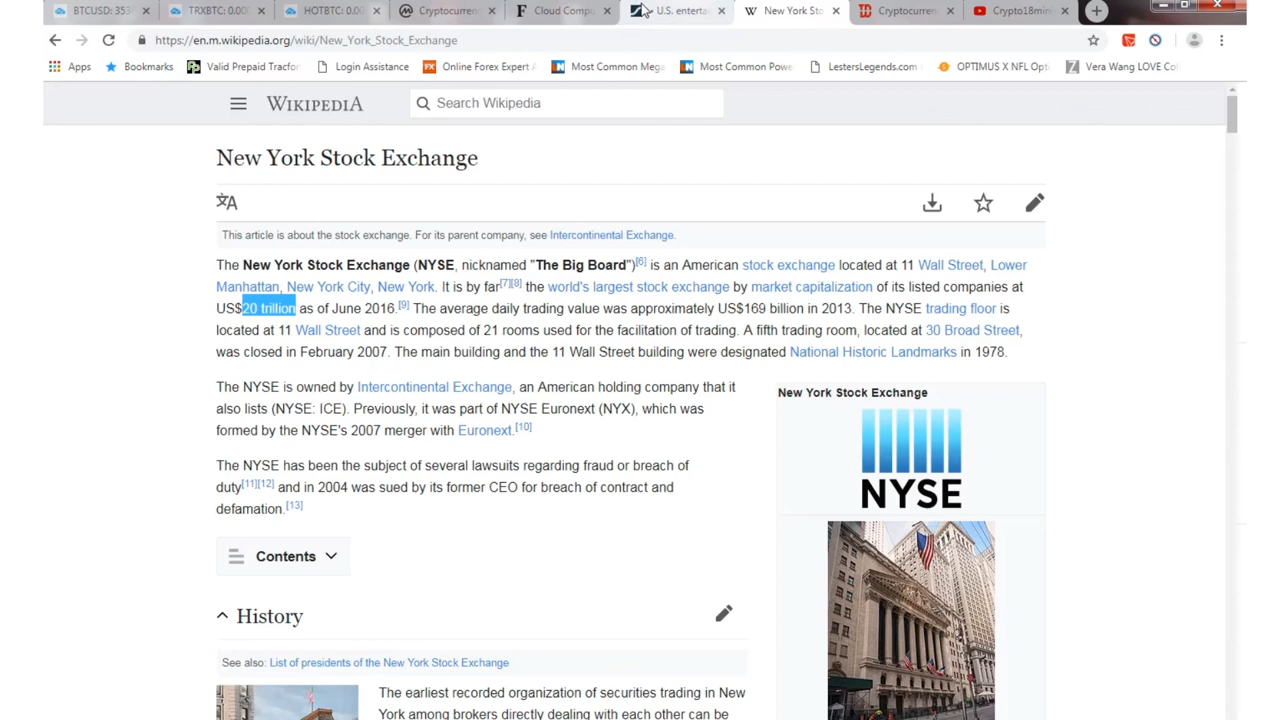 BTCUSD: 353
TRXBTC: 0.00
HOTBTC: 0.00
Cryptocurren
Cloud Compu
U.S. enterta
New York Sto
Cryptocurren
Crypto18min
https://en.m.wikipedia.org/wiki/New_York_Stock_Exchange
Apps
Bookmarks
Valid Prepaid Tracfor
Login Assistance
Online Forex Expert A
Most Common Mega
Most Common Powe
LestersLegends.com
OPTIMUS X NFL Opti
Vera Wang LOVE Col
WIKIPEDIA
Search Wikipedia
New York Stock Exchange
This article is about the stock exchange. For its parent company, see Intercontinental Exchange.
The New York Stock Exchange (NYSE, nicknamed "The Big Board")[6] is an American stock exchange located at 11 Wall Street, Lower
Manhattan, New York City, New York. It is by far[7][8] the world's largest stock exchange by market capitalization of its listed companies at
US$20 trillion as of June 2016.[9] The average daily trading value was approximately US$169 billion in 2013. The NYSE trading floor is
located at 11 Wall Street and is composed of 21 rooms used for the facilitation of trading. A fifth trading room, located at 30 Broad Street,
was closed in February 2007. The main building and the 11 Wall Street building were designated National Historic Landmarks in 1978.
The NYSE is owned by Intercontinental Exchange, an American holding company that it
also lists (NYSE: ICE). Previously, it was part of NYSE Euronext (NYX), which was
formed by the NYSE's 2007 merger with Euronext.[10]
The NYSE has been the subject of several lawsuits regarding fraud or breach of
duty[11][12] and in 2004 was sued by its former CEO for breach of contract and
defamation.[13]
New York Stock Exchange
NYSE
Contents
History
See also: List of presidents of the New York Stock Exchange
The earliest recorded organization of securities trading in New
York among brokers directly dealing with each other can be